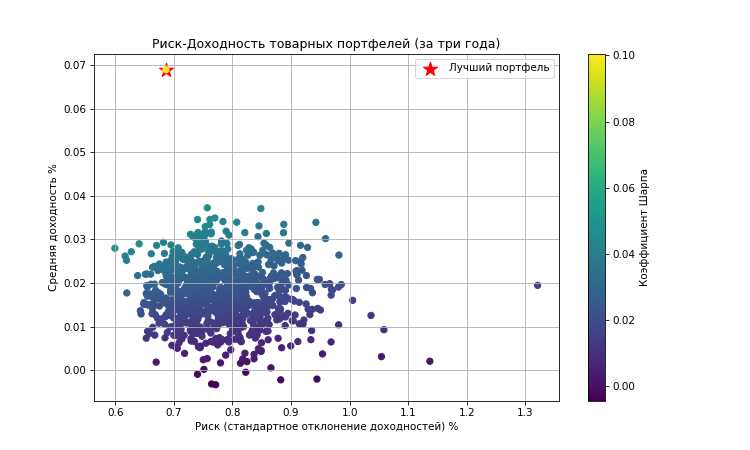 Риск-Доходность товарных портфелей (за три года)
Лучший портфель
Средняя доходность %
0.07
0.06
0.05
0.04
0.03
0.02
0.01
0.00
0.6 0.7 0.8 0.9 1.0 1.1 1.2 1.3
Риск (стандартное отклонение доходностей) %
0.10
0.08
0.06
0.04
0.02
0.00
Коэффициент Шарпа